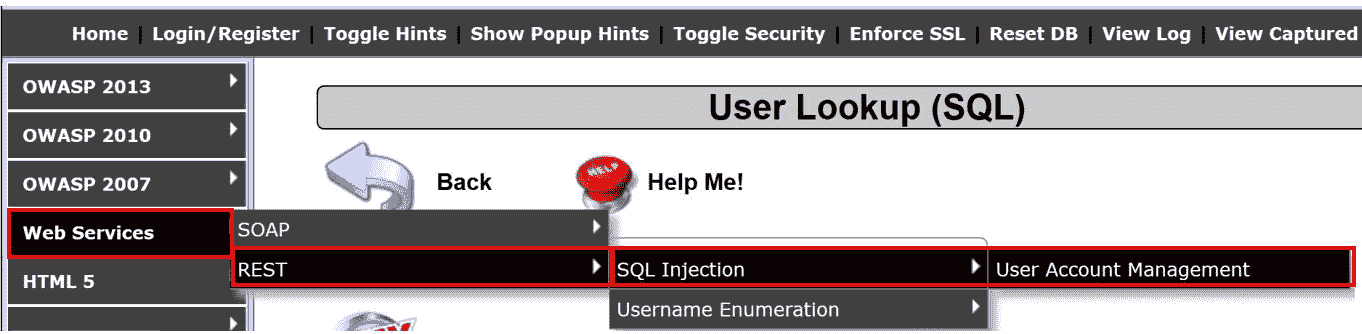 Home | Login/Register | Toggle Hints | Show Popup Hints | Toggle Security | Enforce SSL | Reset DB | View Log | View Captured
OWASP 2013
User Lookup (SQL)
OWASP 2010
OWASP 2007
Back
HELP
Help Me!
Web Services
SOAP
REST
SQL Injection
User Account Management
HTML 5
Username Enumeration